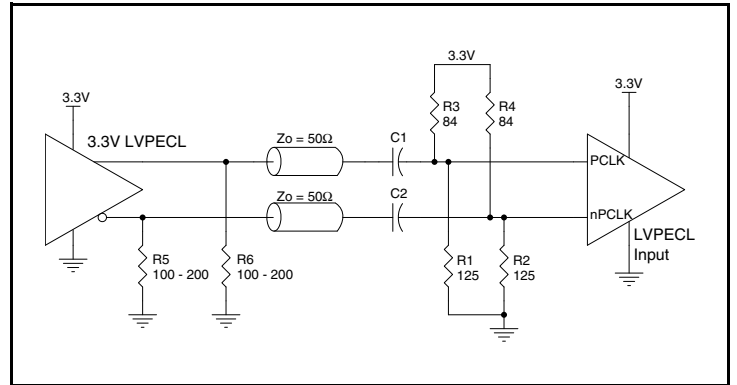 3.3V
3.3V
3.3V
R3
84
R4
84
3.3V LVPECL
Zo = 50Ω
C1
PCLK
Zo = 50Ω
C2
nPCLK
LVPECL
Input
R5
100 - 200
R6
100 - 200
R1
125
R2
125